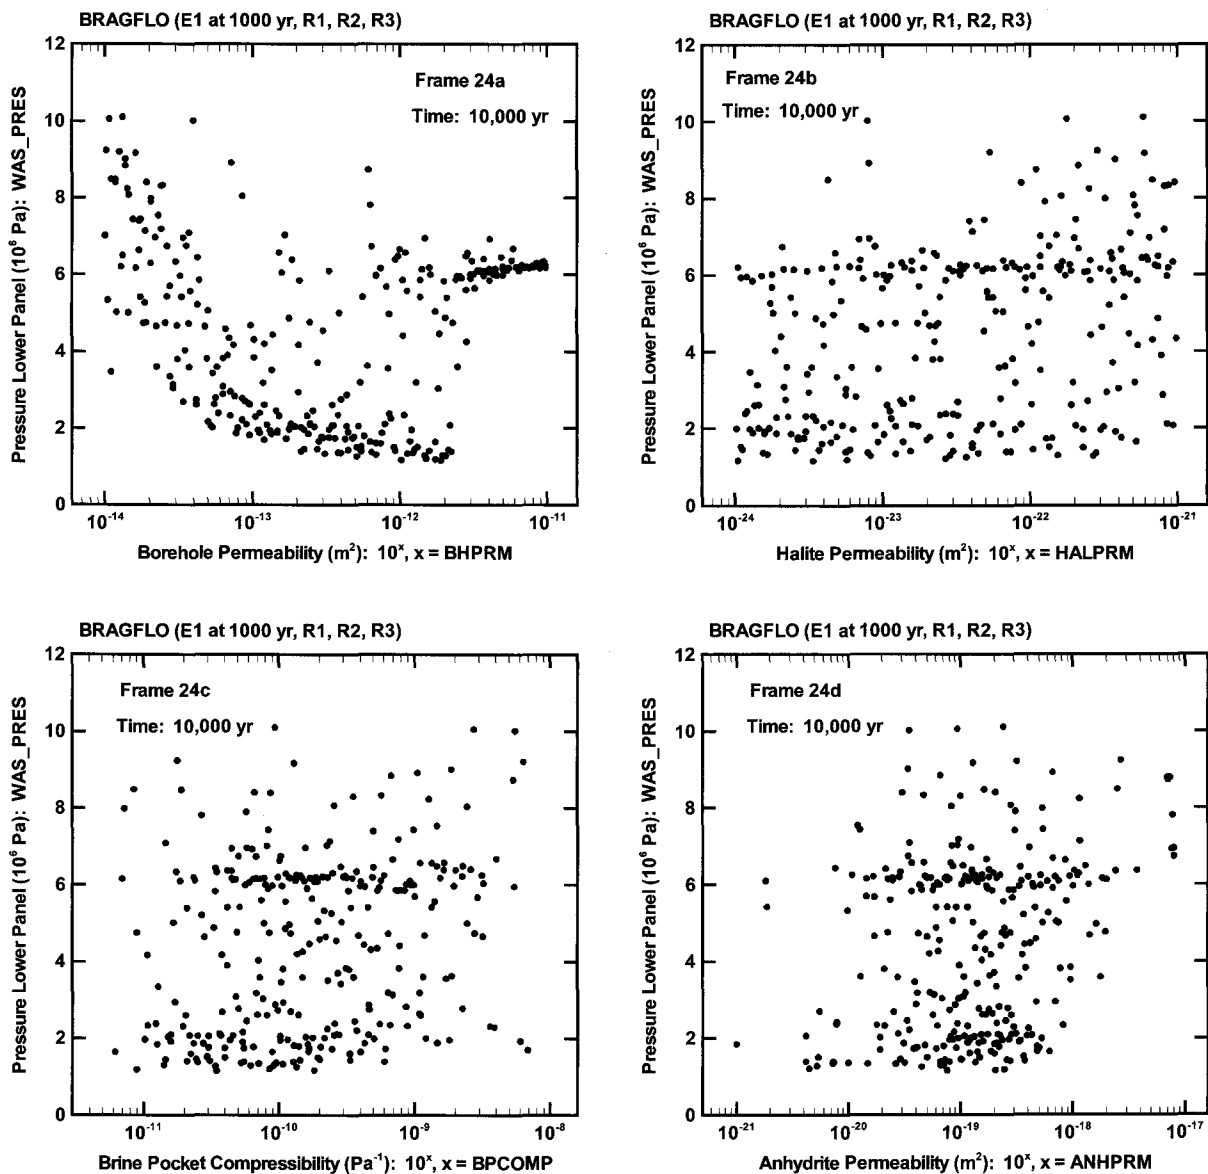 BRAGFLO (E1 at 1000 yr, R1, R2, R3)
12
10
8
6
4
2
0
Pressure Lower Panel (10⁶ Pa): WAS_PRES
Frame 24a
Time: 10,000 yr
10⁻¹⁴ 10⁻¹³ 10⁻¹² 10⁻¹¹
Borehole Permeability (m²): 10ˣ, x = BHPRM
BRAGFLO (E1 at 1000 yr, R1, R2, R3)
12
10
8
6
4
2
0
Pressure Lower Panel (10⁶ Pa): WAS_PRES
Frame 24b
Time: 10,000 yr
10⁻²⁴ 10⁻²³ 10⁻²² 10⁻²¹
Halite Permeability (m²): 10ˣ, x = HALPRM
BRAGFLO (E1 at 1000 yr, R1, R2, R3)
12
10
8
6
4
2
0
Pressure Lower Panel (10⁶ Pa): WAS_PRES
Frame 24c
Time: 10,000 yr
10⁻¹¹ 10⁻¹⁰ 10⁻⁹ 10⁻⁸
Brine Pocket Compressibility (Pa⁻¹): 10ˣ, x = BPCOMP
BRAGFLO (E1 at 1000 yr, R1, R2, R3)
12
10
8
6
4
2
0
Pressure Lower Panel (10⁶ Pa): WAS_PRES
Frame 24d
Time: 10,000 yr
10⁻²¹ 10⁻²⁰ 10⁻¹⁹ 10⁻¹⁸ 10⁻¹⁷
Anhydrite Permeability (m²): 10ˣ, x = ANHPRM